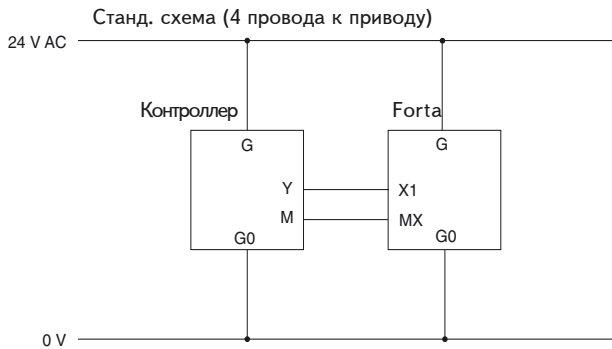 Станд. схема (4 провода к приводу)
24 V AC
Контроллер
Forta
G
G
Y
X1
M
MX
G0
G0
0 V